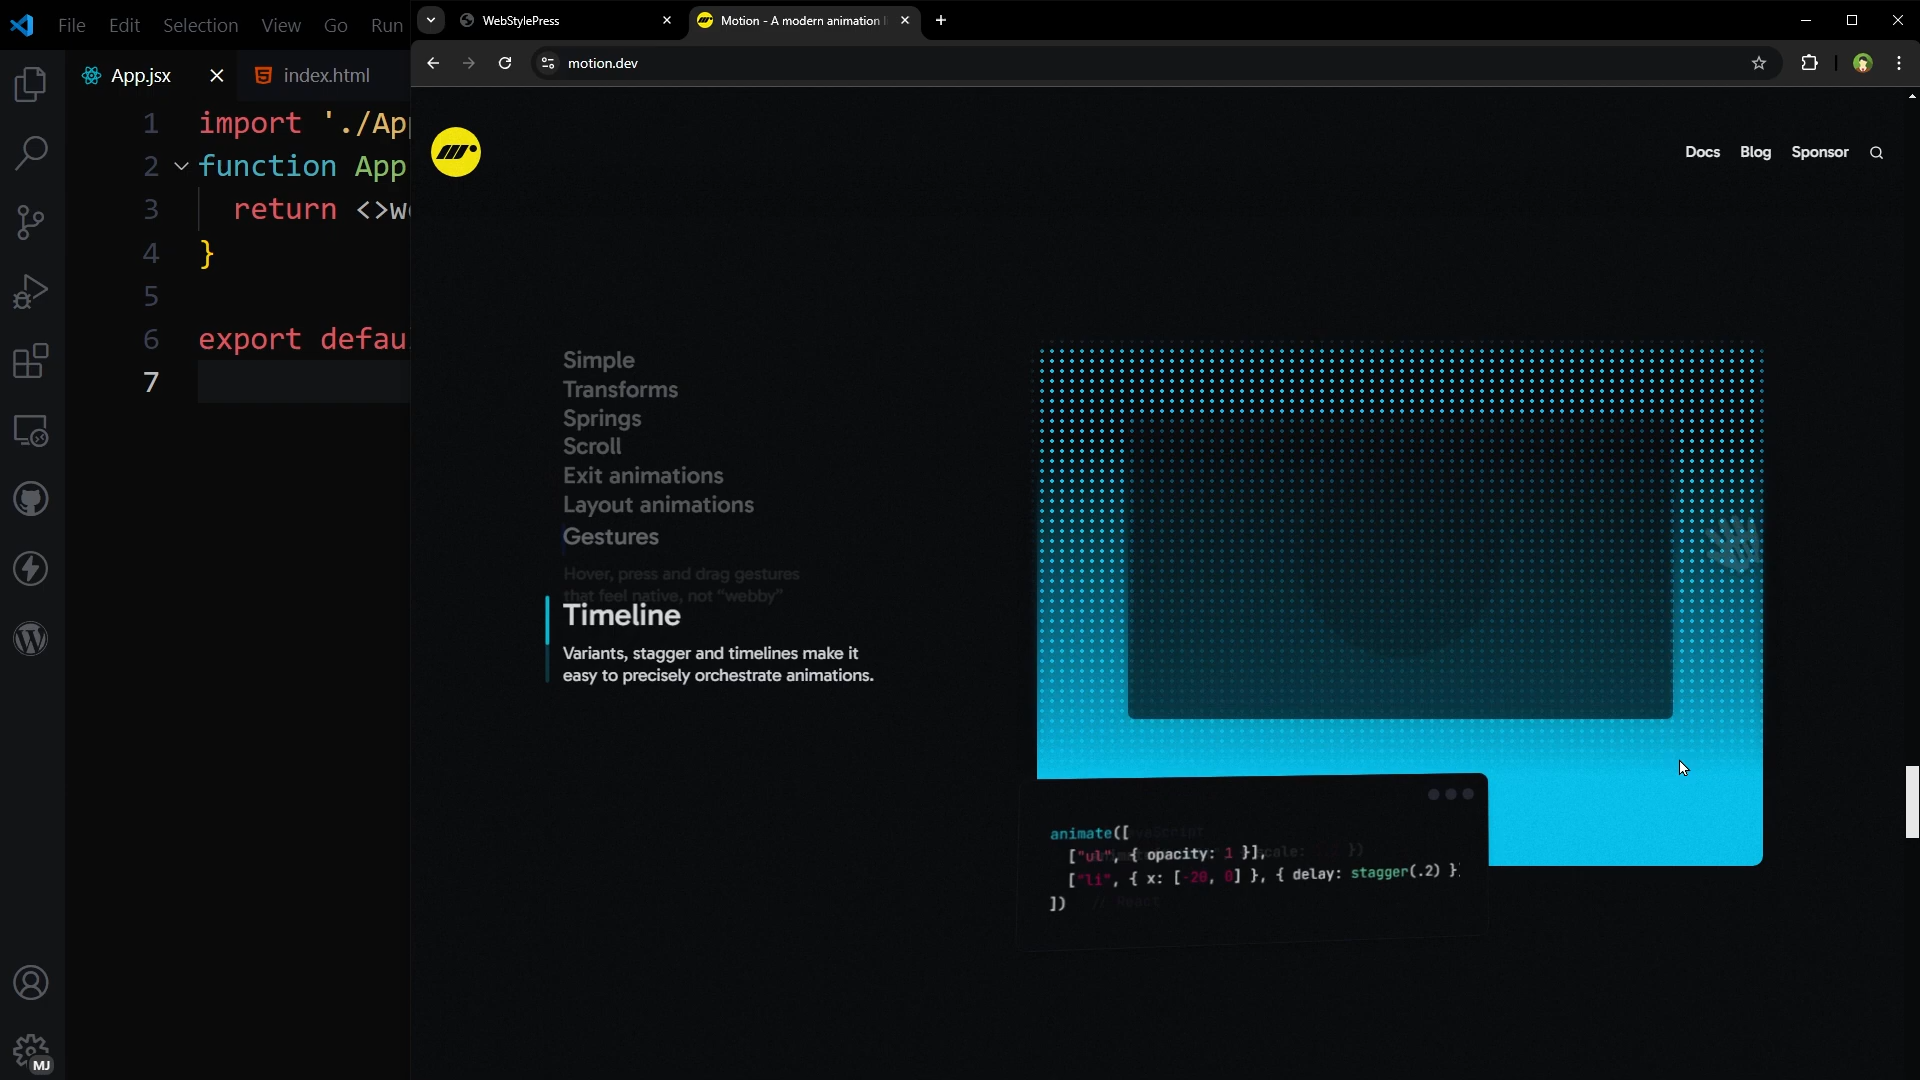 File Edit Selection View Go Run
WebStylePress
Motion - A modern animation
motion.dev
App.jsx
index.html
1 import './Ap
2 function App
3 return <>w
4 }
5
6 export defau
7
MJ
Docs Blog Sponsor
Simple
Transforms
Springs
Scroll
Exit animations
Layout animations
Gestures
Hover, press and drag gestures
that feel native, not “webby”
Timeline
Variants, stagger and timelines make it
easy to precisely orchestrate animations.
animate([
["ul", { opacity: 1 }],
["li", { x: [-20, 0] }, { delay: stagger(.2) }
])
// React